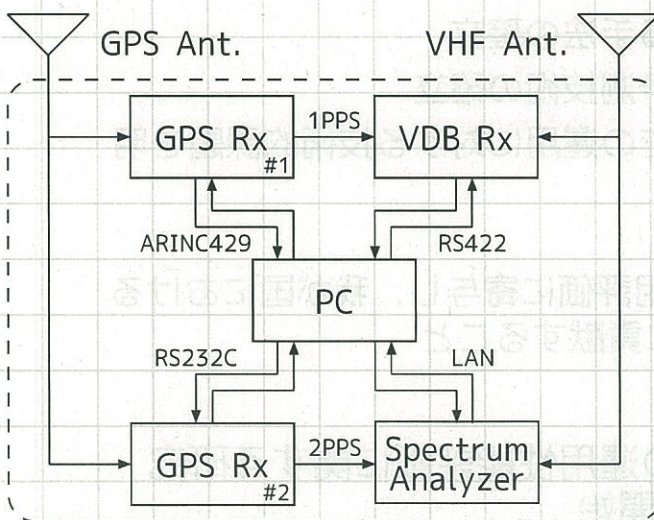 GPS Ant.
VHF Ant.
GPS Rx
#1
1PPS
VDB Rx
ARINC429
RS422
PC
RS232C
LAN
GPS Rx
#2
2PPS
Spectrum
Analyzer